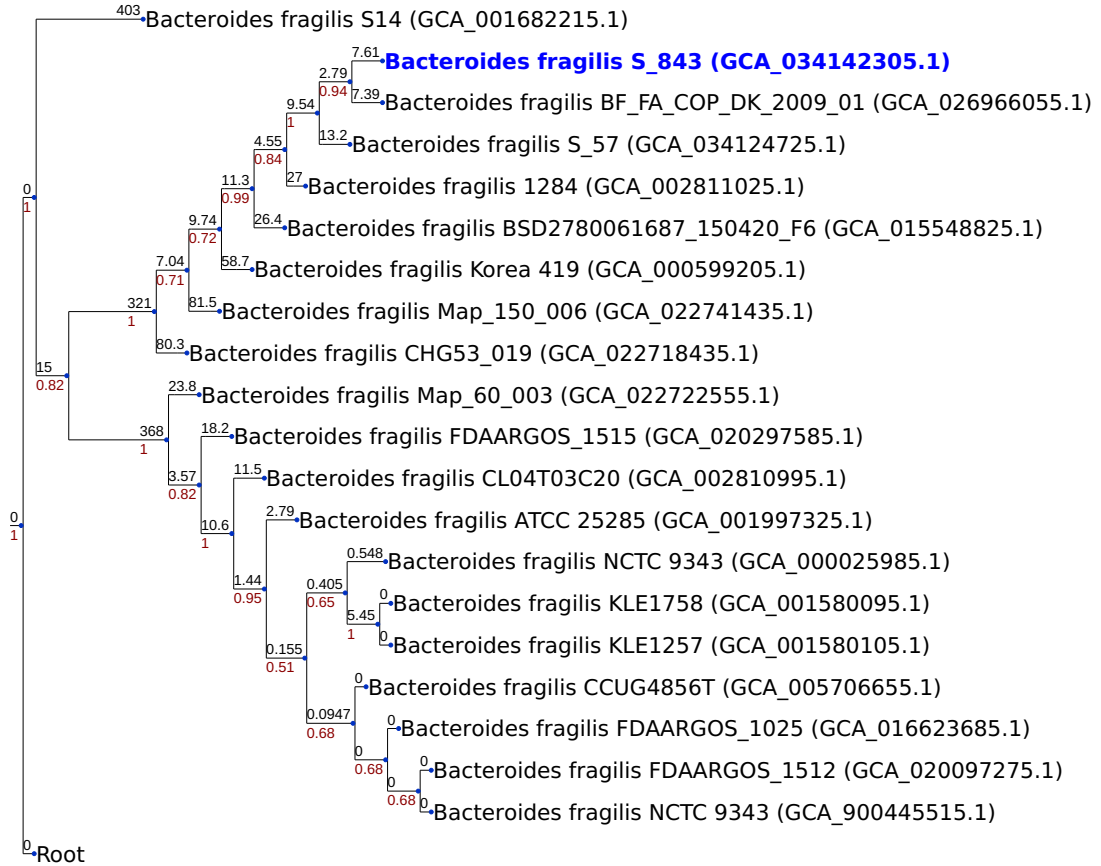 403 Bacteroides fragilis S14 (GCA_001682215.1)
7.61 Bacteroides fragilis S_843 (GCA_034142305.1)
2.79
0.94
7.39 Bacteroides fragilis BF_FA_COP_DK_2009_01 (GCA_026966055.1)
9.54
1
13.2 Bacteroides fragilis S_57 (GCA_034124725.1)
4.55
0.84
27 Bacteroides fragilis 1284 (GCA_002811025.1)
11.3
0.99
26.4 Bacteroides fragilis BSD2780061687_150420_F6 (GCA_015548825.1)
0
1
9.74
0.72
58.7 Bacteroides fragilis Korea 419 (GCA_000599205.1)
7.04
0.71
81.5 Bacteroides fragilis Map_150_006 (GCA_022741435.1)
321
1
80.3 Bacteroides fragilis CHG53_019 (GCA_022718435.1)
15
0.82
23.8 Bacteroides fragilis Map_60_003 (GCA_022722555.1)
368
1
18.2 Bacteroides fragilis FDAARGOS_1515 (GCA_020297585.1)
3.57
0.82
11.5 Bacteroides fragilis CL04T03C20 (GCA_002810995.1)
0
1
10.6
1
2.79 Bacteroides fragilis ATCC 25285 (GCA_001997325.1)
0.548 Bacteroides fragilis NCTC 9343 (GCA_000025985.1)
1.44
0.95
0.405
0.65
0 Bacteroides fragilis KLE1758 (GCA_001580095.1)
5.45
1
0 Bacteroides fragilis KLE1257 (GCA_001580105.1)
0.155
0.51
0 Bacteroides fragilis CCUG4856T (GCA_005706655.1)
0.0947
0.68
0 Bacteroides fragilis FDAARGOS_1025 (GCA_016623685.1)
0
0.68
0 Bacteroides fragilis FDAARGOS_1512 (GCA_020097275.1)
0
0.68
0 Bacteroides fragilis NCTC 9343 (GCA_900445515.1)
0 Root